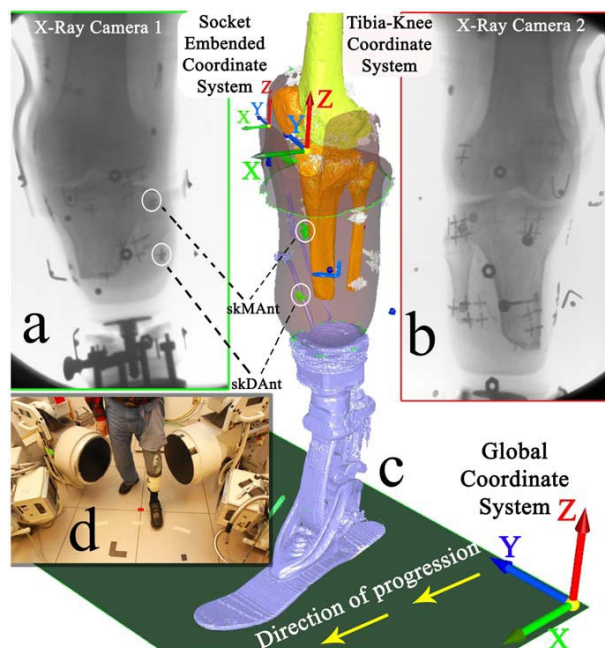 X-Ray Camera 1
Socket
Embended
Coordinate
System
Tibia-Knee
Coordinate
System
X-Ray Camera 2
Z
Y
X
Z
Y
X
skMAnt
skDAnt
a
b
c
d
Global
Coordinate
System
Z
Y
X
Direction of progression